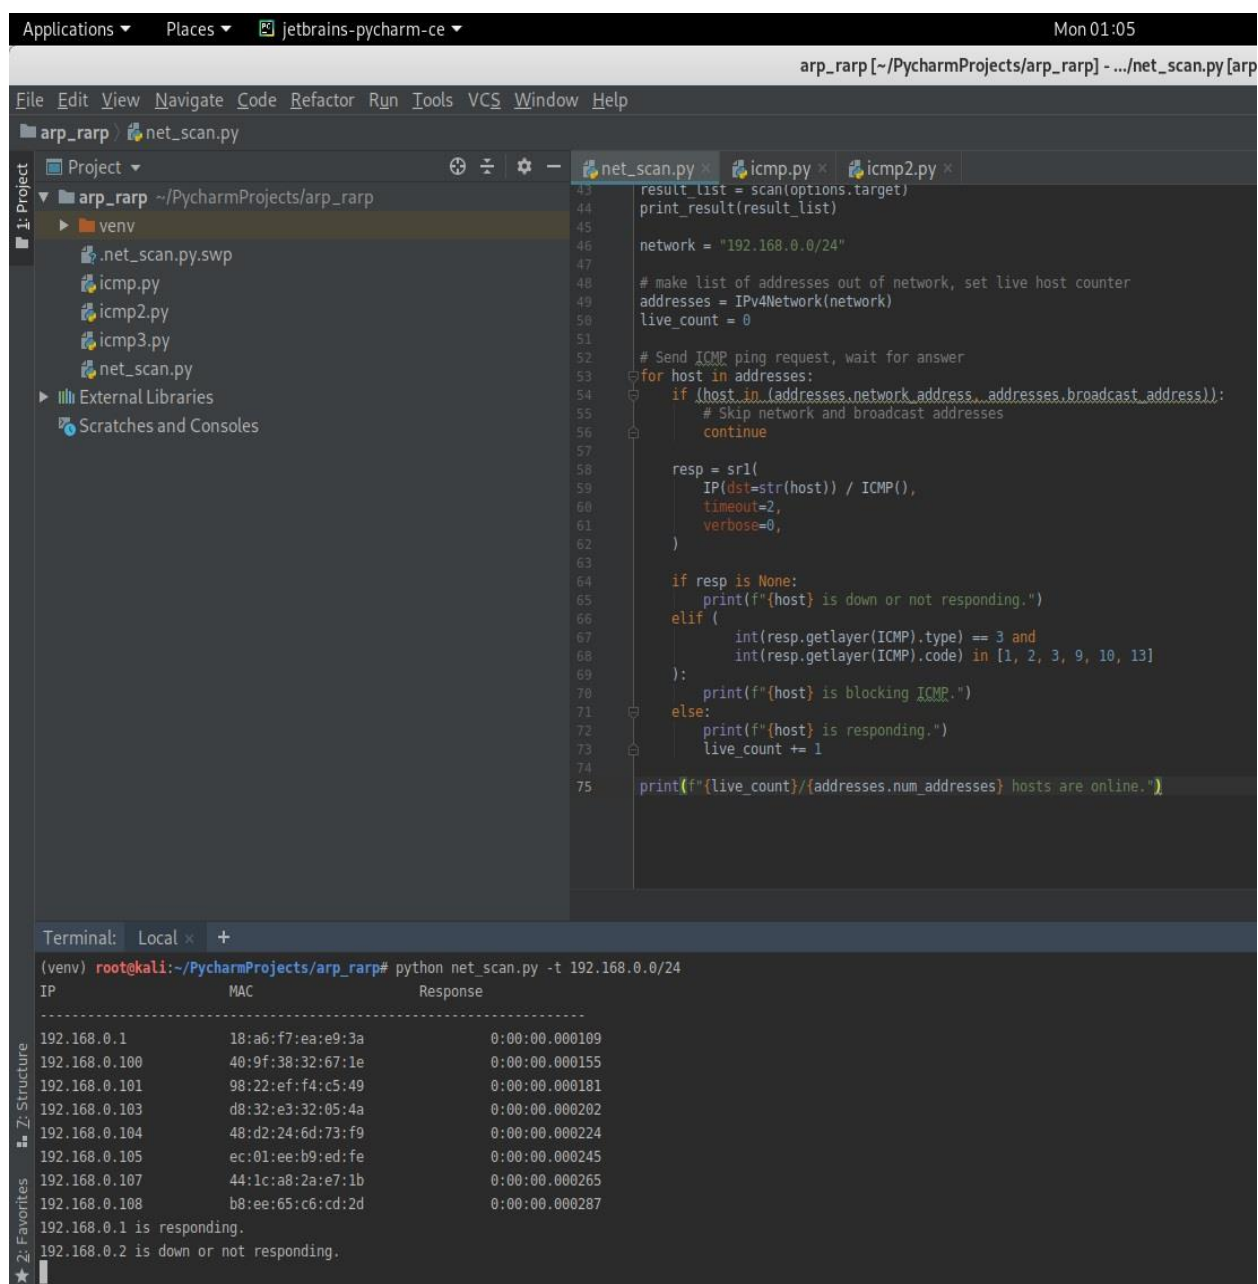 Applications ▼ Places ▼ jetbrains-pycharm-ce ▼ Mon 01:05
arp_rarp [~/PycharmProjects/arp_rarp] - .../net_scan.py [arp
File Edit View Navigate Code Refactor Run Tools VCS Window Help
arp_rarp net_scan.py
1: Project
Project ▼
net_scan.py × icmp.py × icmp2.py ×
arp_rarp ~/PycharmProjects/arp_rarp
venv
.net_scan.py.swp
icmp.py
icmp2.py
icmp3.py
net_scan.py
External Libraries
Scratches and Consoles
43 result_list = scan(options.target)
44 print_result(result_list)
45
46 network = "192.168.0.0/24"
47
48 # make list of addresses out of network, set live host counter
49 addresses = IPv4Network(network)
50 live_count = 0
51
52 # Send ICMP ping request, wait for answer
53 for host in addresses:
54     if (host in (addresses.network_address, addresses.broadcast_address)):
55         # Skip network and broadcast addresses
56         continue
57
58     resp = sr1(
59         IP(dst=str(host)) / ICMP(),
60         timeout=2,
61         verbose=0,
62     )
63
64     if resp is None:
65         print(f"{host} is down or not responding.")
66     elif (
67             int(resp.getlayer(ICMP).type) == 3 and
68             int(resp.getlayer(ICMP).code) in [1, 2, 3, 9, 10, 13]
69     ):
70         print(f"{host} is blocking ICMP.")
71     else:
72         print(f"{host} is responding.")
73         live_count += 1
74
75 print(f"{live_count}/{addresses.num_addresses} hosts are online.")
Terminal: Local × +
(venv) root@kali:~/PycharmProjects/arp_rarp# python net_scan.py -t 192.168.0.0/24
IP MAC Response
---------------------------------------------------------------------
192.168.0.1 18:a6:f7:ea:e9:3a 0:00:00.000109
192.168.0.100 40:9f:38:32:67:1e 0:00:00.000155
192.168.0.101 98:22:ef:f4:c5:49 0:00:00.000181
192.168.0.103 d8:32:e3:32:05:4a 0:00:00.000202
192.168.0.104 48:d2:24:6d:73:f9 0:00:00.000224
192.168.0.105 ec:01:ee:b9:ed:fe 0:00:00.000245
192.168.0.107 44:1c:a8:2a:e7:1b 0:00:00.000265
192.168.0.108 b8:ee:65:c6:cd:2d 0:00:00.000287
192.168.0.1 is responding.
192.168.0.2 is down or not responding.
Z: Structure
2: Favorites